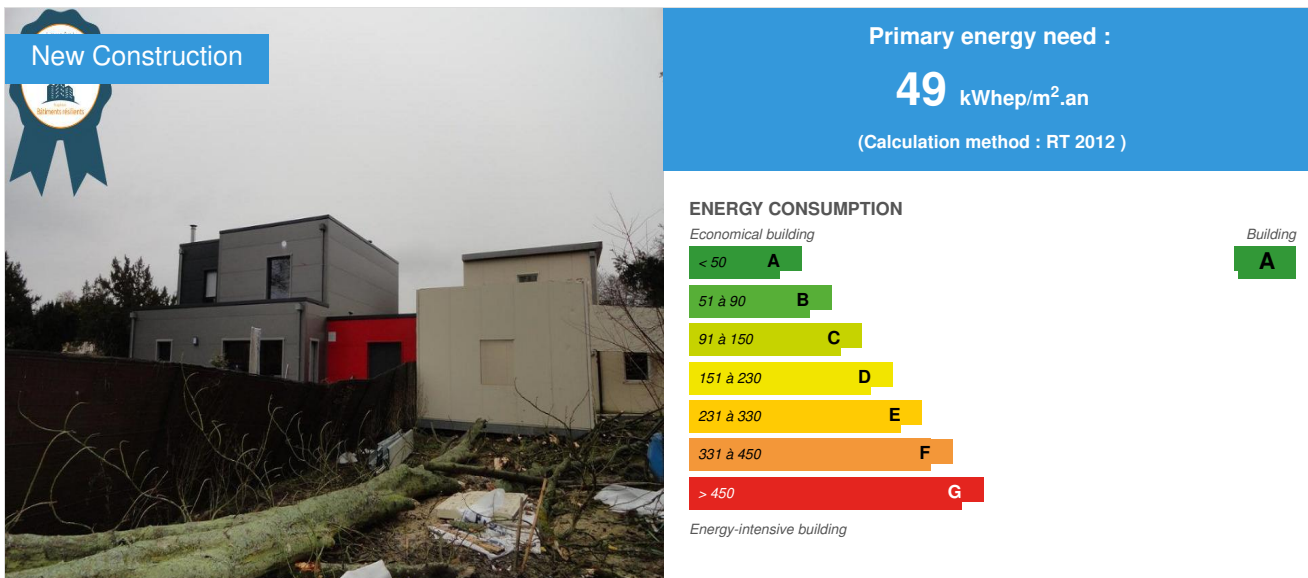 New Construction
Bâtiments résilients
Primary energy need :
49 kWhep/m².an
(Calculation method : RT 2012 )
ENERGY CONSUMPTION
Economical building
Building
< 50 A
A
51 à 90 B
91 à 150 C
151 à 230 D
231 à 330 E
331 à 450 F
> 450 G
Energy-intensive building